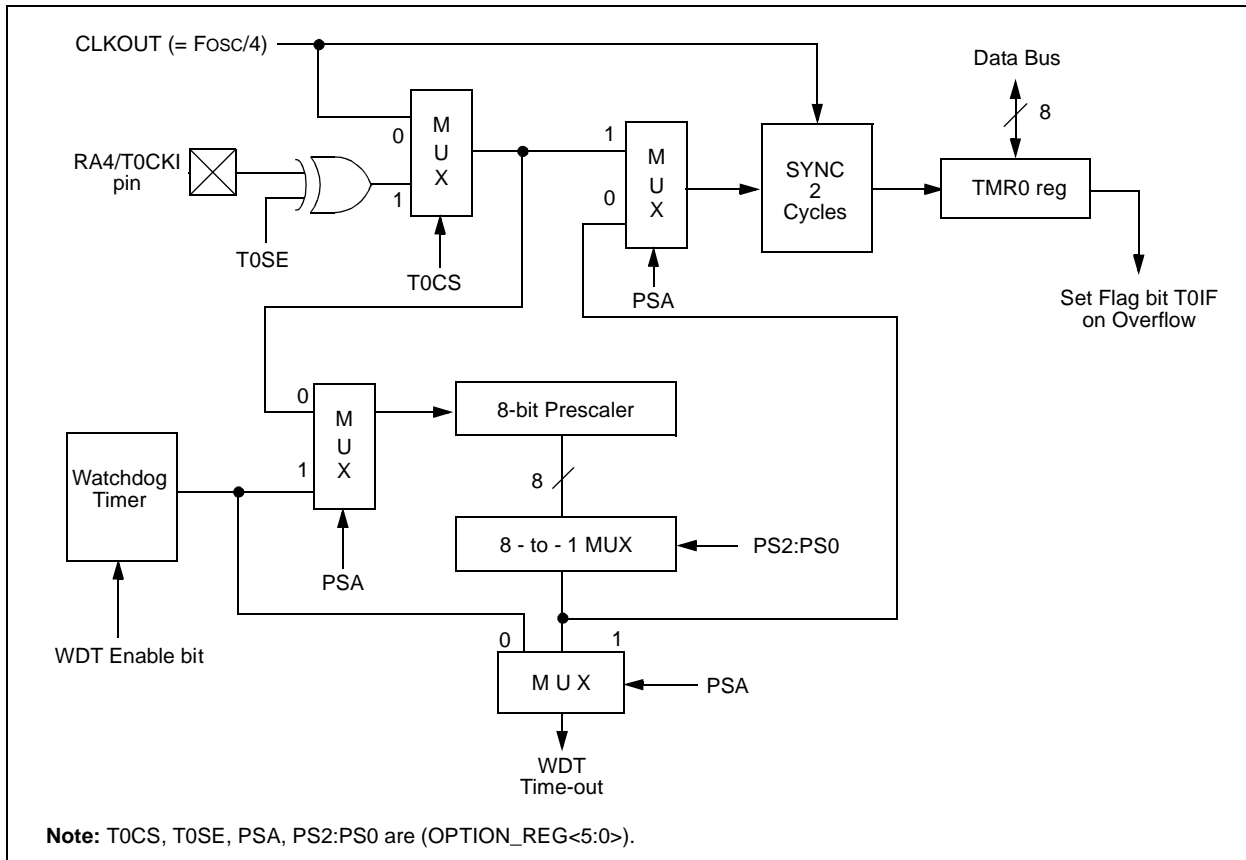 CLKOUT (= FOSC/4)
Data Bus
8
M
U
X
0
1
RA4/T0CKI
pin
T0SE
T0CS
1
0
M
U
X
PSA
SYNC
2
Cycles
TMR0 reg
Set Flag bit T0IF
on Overflow
0
1
M
U
X
PSA
8-bit Prescaler
8
Watchdog
Timer
8 - to - 1 MUX
PS2:PS0
WDT Enable bit
0
1
M U X
PSA
WDT
Time-out
Note: T0CS, T0SE, PSA, PS2:PS0 are (OPTION_REG<5:0>).